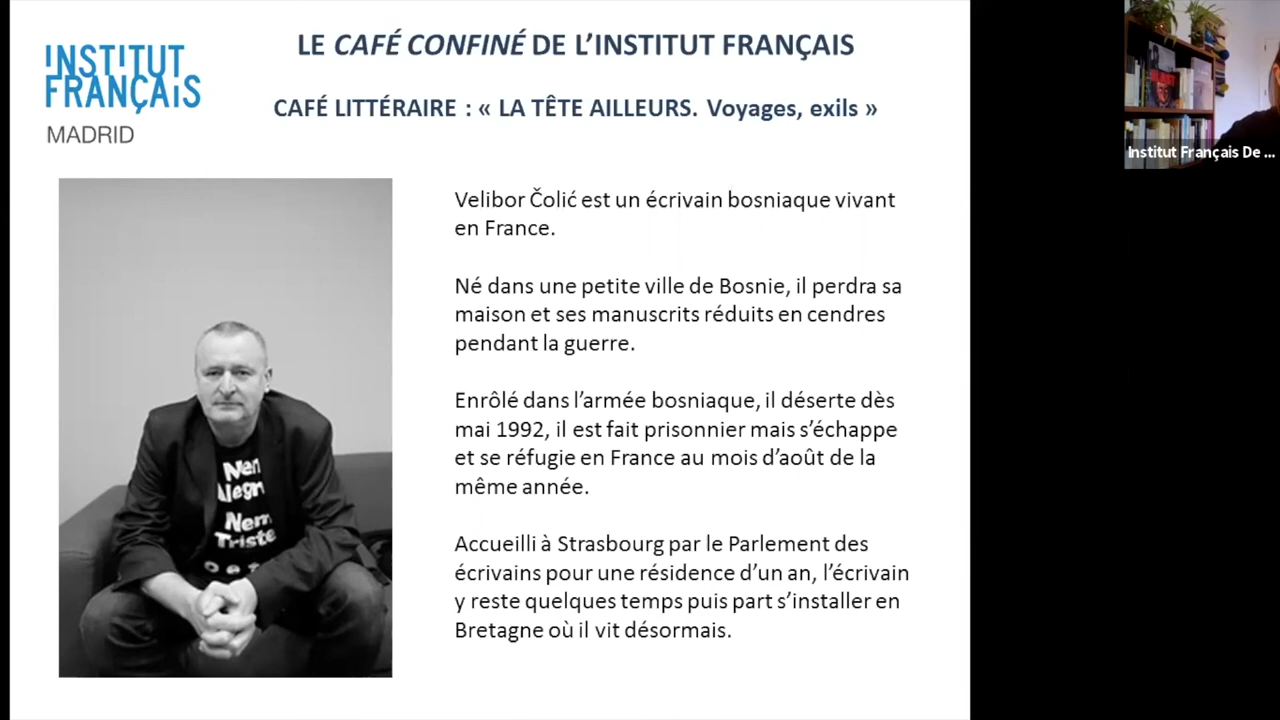 INSTITUT
FRANÇAIS
MADRID
LE CAFÉ CONFINÉ DE L’INSTITUT FRANÇAIS
CAFÉ LITTÉRAIRE : « LA TÊTE AILLEURS. Voyages, exils »
Velibor Čolić est un écrivain bosniaque vivant
en France.
Né dans une petite ville de Bosnie, il perdra sa
maison et ses manuscrits réduits en cendres
pendant la guerre.
Enrôlé dans l’armée bosniaque, il déserte dès
mai 1992, il est fait prisonnier mais s’échappe
et se réfugie en France au mois d’août de la
même année.
Accueilli à Strasbourg par le Parlement des
écrivains pour une résidence d’un an, l’écrivain
y reste quelques temps puis part s’installer en
Bretagne où il vit désormais.
Nem
Alegr
Nem
Triste
Institut Français De ...